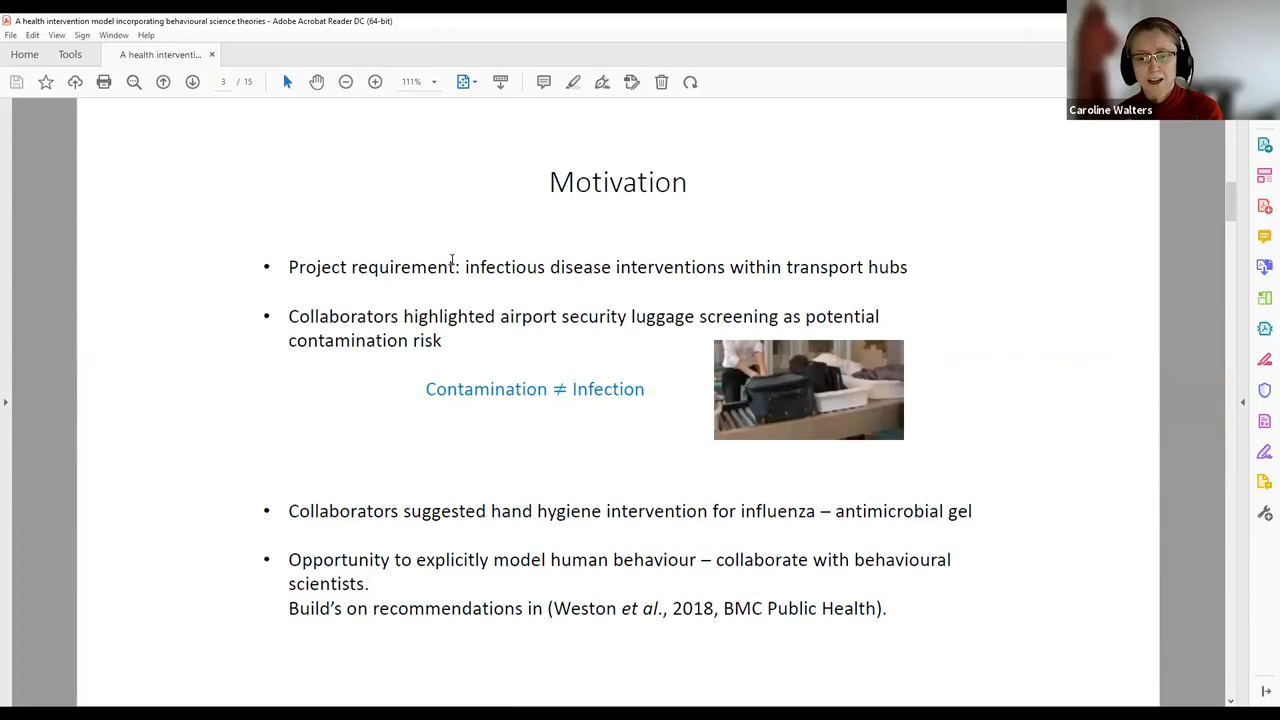 A health intervention model incorporating behavioural science theories - Adobe Acrobat Reader DC (64-bit)
File Edit View Sign Window Help
Home Tools A health interventi... ×
3 / 15 111%
Caroline Walters
Motivation
• Project requirement: infectious disease interventions within transport hubs
• Collaborators highlighted airport security luggage screening as potential
contamination risk
Contamination ≠ Infection
• Collaborators suggested hand hygiene intervention for influenza – antimicrobial gel
• Opportunity to explicitly model human behaviour – collaborate with behavioural
scientists.
Build's on recommendations in (Weston et al., 2018, BMC Public Health).